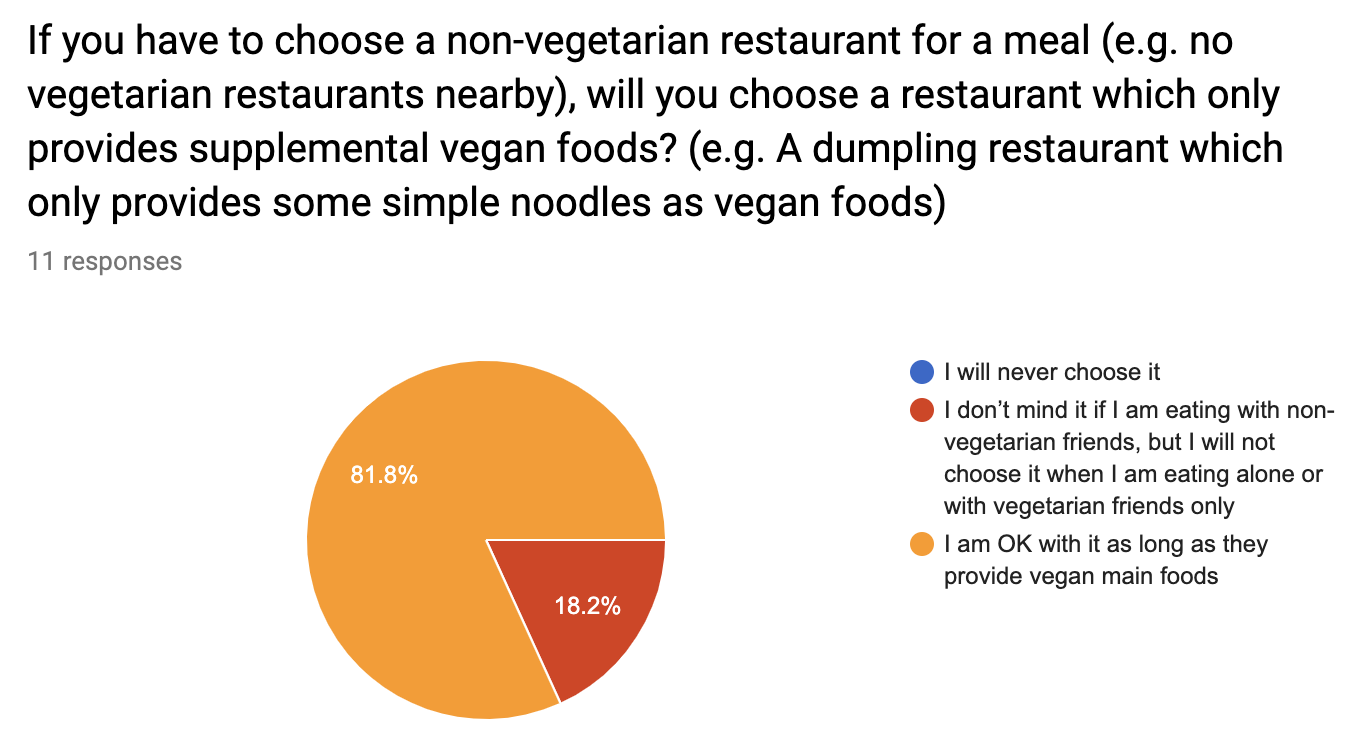 If you have to choose a non-vegetarian restaurant for a meal (e.g. no
vegetarian restaurants nearby), will you choose a restaurant which only
provides supplemental vegan foods? (e.g. A dumpling restaurant which
only provides some simple noodles as vegan foods)
11 responses
81.8%
18.2%
I will never choose it
I don’t mind it if I am eating with non-
vegetarian friends, but I will not
choose it when I am eating alone or
with vegetarian friends only
I am OK with it as long as they
provide vegan main foods